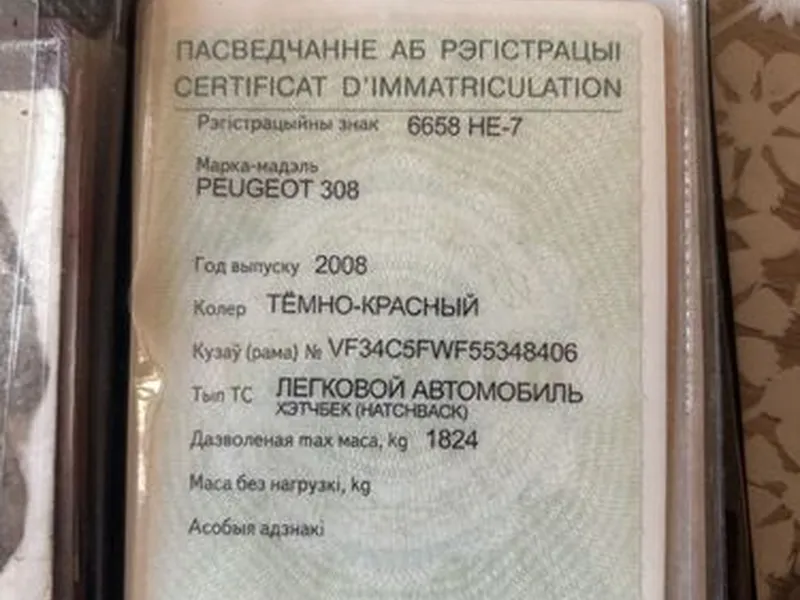 ПАСВЕДЧАННЕ АБ РЭГІСТРАЦЫІ
CERTIFICAT D'IMMATRICULATION
Рэгістрацыйны знак 6658 НЕ-7
Марка-мадэль
PEUGEOT 308
Год выпуску 2008
Колер ТЁМНО-КРАСНЫЙ
Кузаў (рама) № VF34C5FWF55348406
Тып ТС ЛЕГКОВОЙ АВТОМОБИЛЬ
ХЭТЧБЕК (HATCHBACK)
Дазволеная max маса, kg 1824
Маса без нагрузкі, kg
Асобыя адзнакі